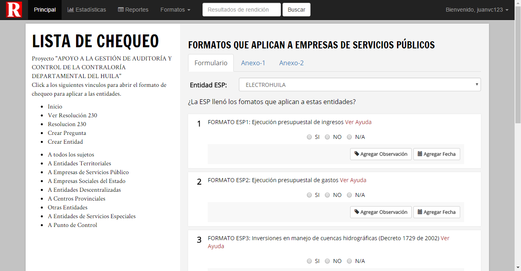 R Principal Estadísticas Reportes Formatos Resultados de rendición Buscar Bienvenido, juanvc123
LISTA DE CHEQUEO
Proyecto "APOYO A LA GESTIÓN DE AUDITORÍA Y
CONTROL DE LA CONTRALORÍA
DEPARTAMENTAL DEL HUILA"
Click a los siguientes vinculos para abrir el formato de
chequeo para aplicar a las entidades.
Inicio
Ver Resolución 230
Resolucion 230
Crear Pregunta
Crear Entidad
A todos los sujetos
A Entidades Territoriales
A Empresas de Servicios Público
A Empresas Sociales del Estado
A Entidades Descentralizadas
A Centros Provinciales
Otras Entidades
A Entidades de Servicios Especiales
A Punto de Control
FORMATOS QUE APLICAN A EMPRESAS DE SERVICIOS PÚBLICOS
Formulario Anexo-1 Anexo-2
Entidad ESP: ELECTROHUILA
¿La ESP llenó los fomatos que aplican a estas entidades?
1 FORMATO ESP1: Ejecución presupuestal de ingresos Ver Ayuda
SI NO N/A
Agregar Observación Agregar Fecha
2 FORMATO ESP2: Ejecución presupuestal de gastos Ver Ayuda
SI NO N/A
Agregar Observación Agregar Fecha
3 FORMATO ESP3: Inversiones en manejo de cuencas hidrográficas (Decreto 1729 de 2002) Ver
Ayuda
SI NO N/A